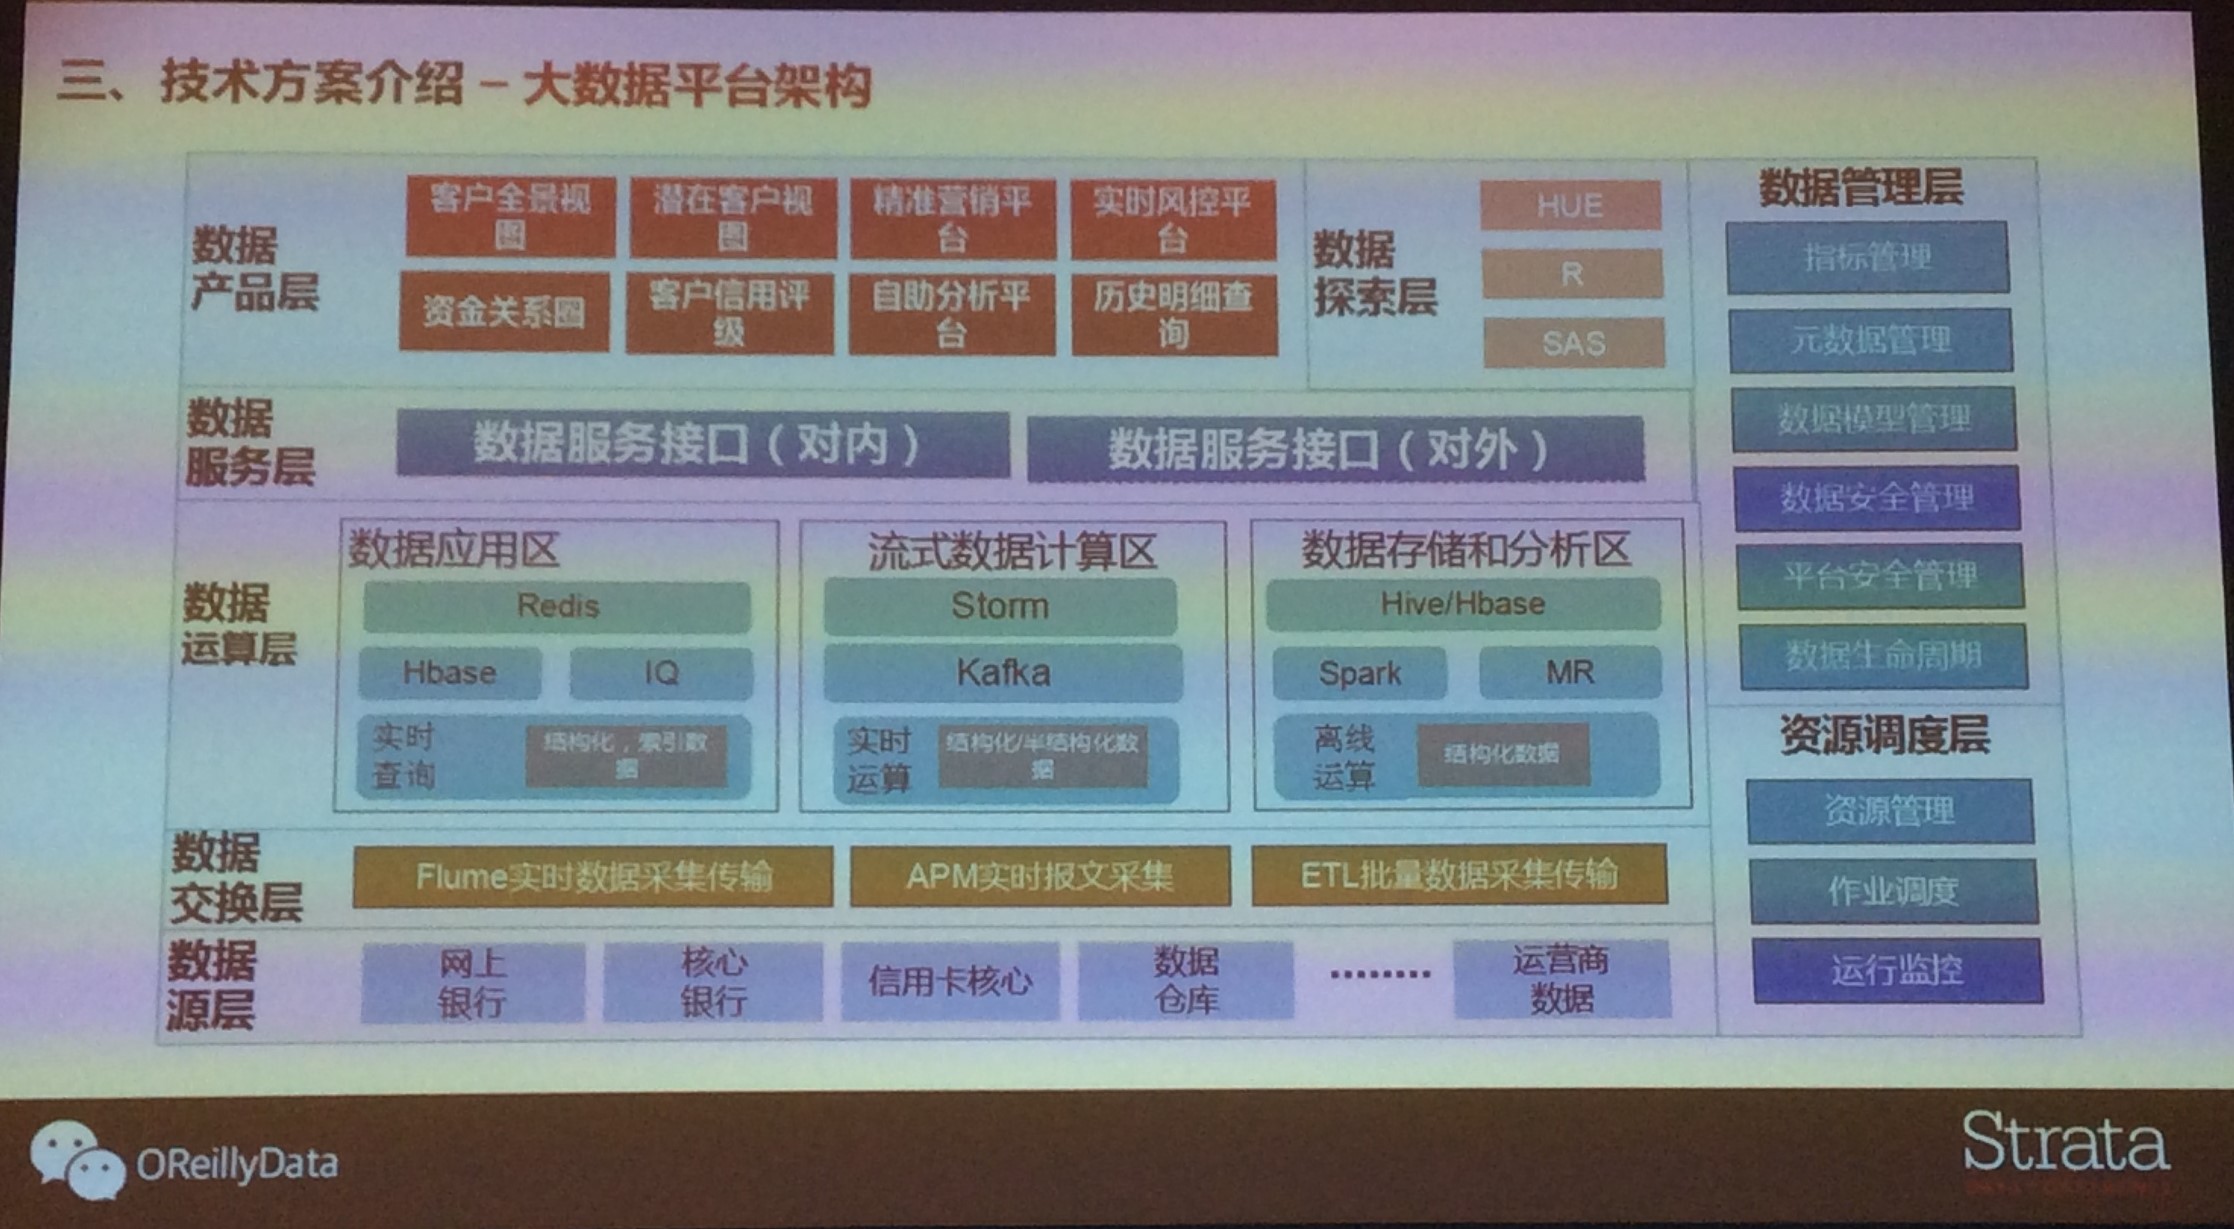 三、技术方案介绍 – 大数据平台架构
数据
产品层
客户全景视
图
潜在客户视
图
精准营销平
台
实时风控平
台
资金关系圈
客户信用评
级
自助分析平
台
历史明细查
询
数据
探索层
HUE
R
SAS
数据
服务层
数据服务接口（对内）
数据服务接口（对外）
数据
运算层
数据应用区
Redis
Hbase
IQ
实时
查询
结构化，索引数
据
流式数据计算区
Storm
Kafka
实时
运算
结构化/半结构化数
据
数据存储和分析区
Hive/Hbase
Spark
MR
离线
运算
结构化数据
数据
交换层
Flume实时数据采集传输
APM实时报文采集
ETL批量数据采集传输
数据
源层
网上
银行
核心
银行
信用卡核心
数据
仓库
········
运营商
数据
数据管理层
指标管理
元数据管理
数据模型管理
数据安全管理
平台安全管理
数据生命周期
资源调度层
资源管理
作业调度
运行监控
OReillyData
Strata